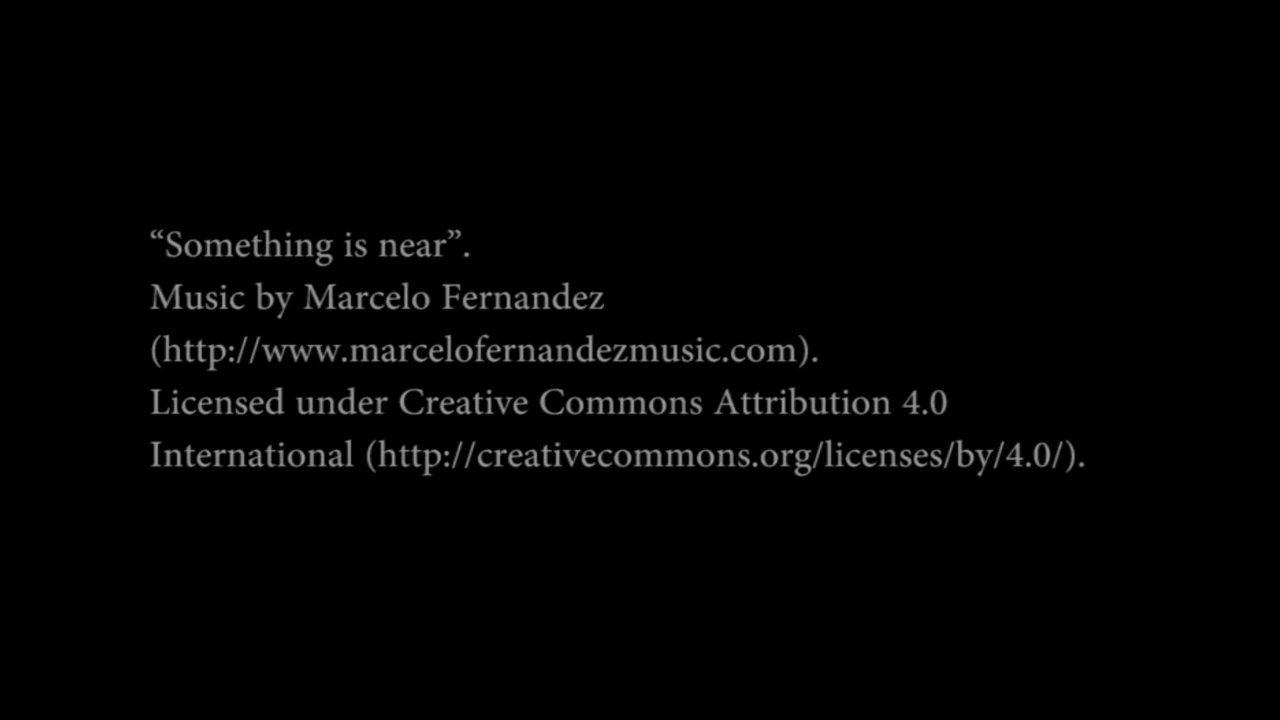 “Something is near”.
Music by Marcelo Fernandez
(http://www.marcelofernandezmusic.com).
Licensed under Creative Commons Attribution 4.0
International (http://creativecommons.org/licenses/by/4.0/).